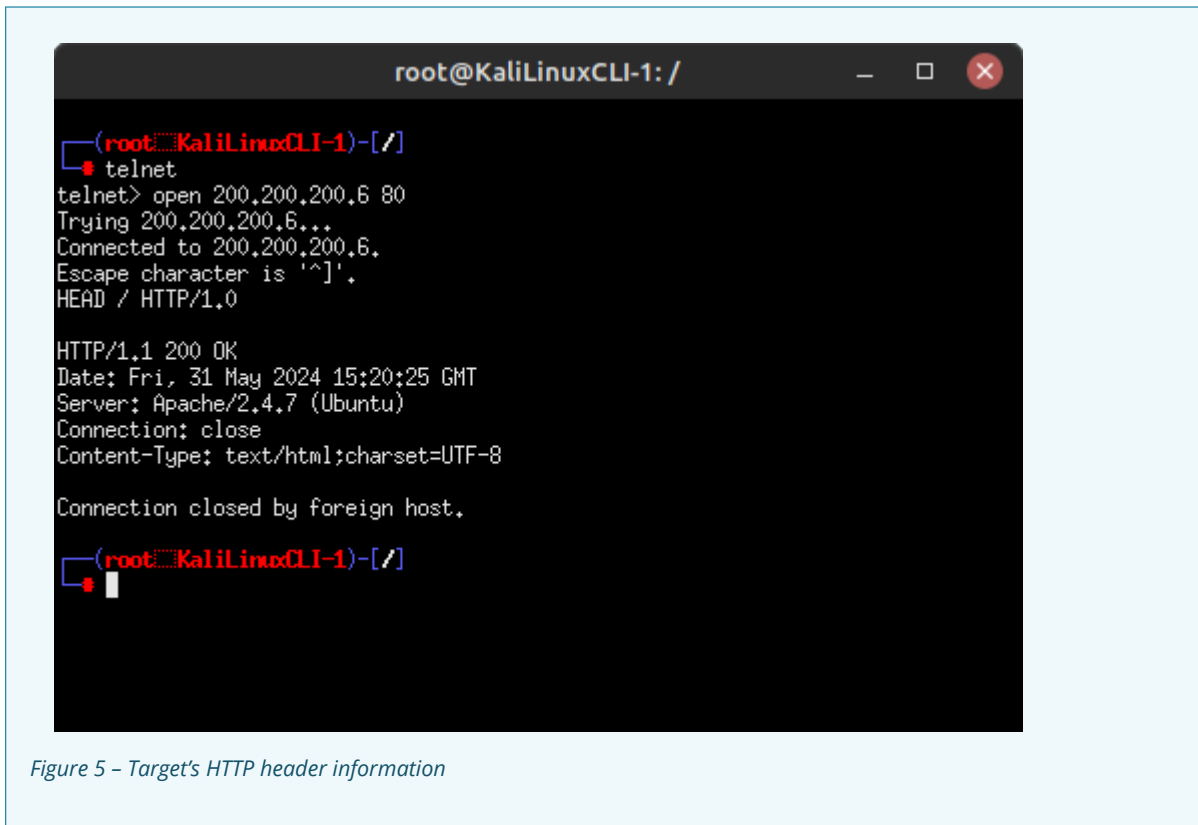 root@KaliLinuxCLI-1: /
(root KaliLinuxCLI-1)-[/]
# telnet
telnet> open 200.200.200.6 80
Trying 200.200.200.6...
Connected to 200.200.200.6.
Escape character is '^]'.
HEAD / HTTP/1.0
HTTP/1.1 200 OK
Date: Fri, 31 May 2024 15:20:25 GMT
Server: Apache/2.4.7 (Ubuntu)
Connection: close
Content-Type: text/html;charset=UTF-8
Connection closed by foreign host.
(root KaliLinuxCLI-1)-[/]
#
Figure 5 – Target's HTTP header information